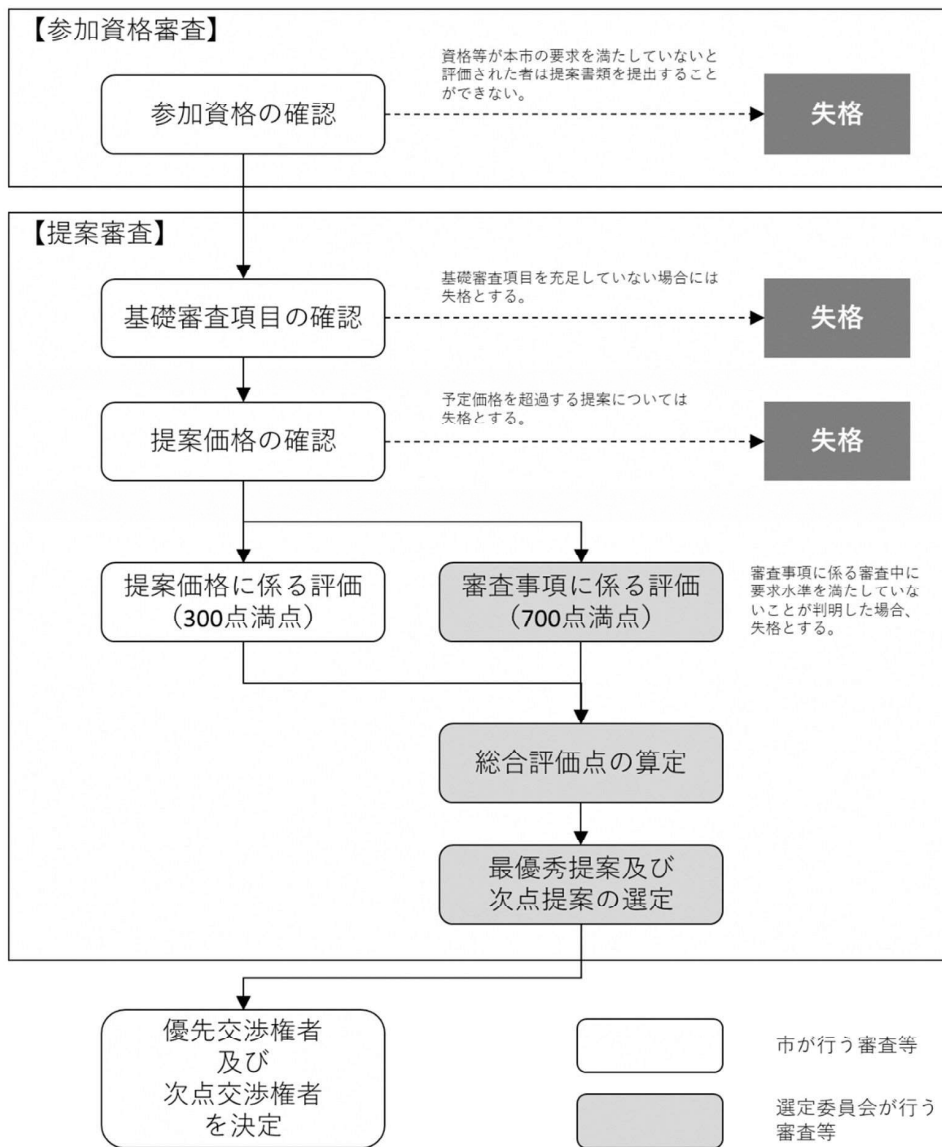 【参加資格審査】
資格等が本市の要求を満たしていないと
評価された者は提案書類を提出すること
ができない。
参加資格の確認
失格
【提案審査】
基礎審査項目を充足していない場合には
失格とする。
基礎審査項目の確認
失格
予定価格を超過する提案については
失格とする。
提案価格の確認
失格
提案価格に係る評価
（300点満点）
審査事項に係る評価
（700点満点）
審査事項に係る審査中に
要求水準を満たしていな
いことが判明した場合、
失格とする。
総合評価点の算定
最優秀提案及び
次点提案の選定
優先交渉権者
及び
次点交渉権者
を決定
市が行う審査等
選定委員会が行う
審査等